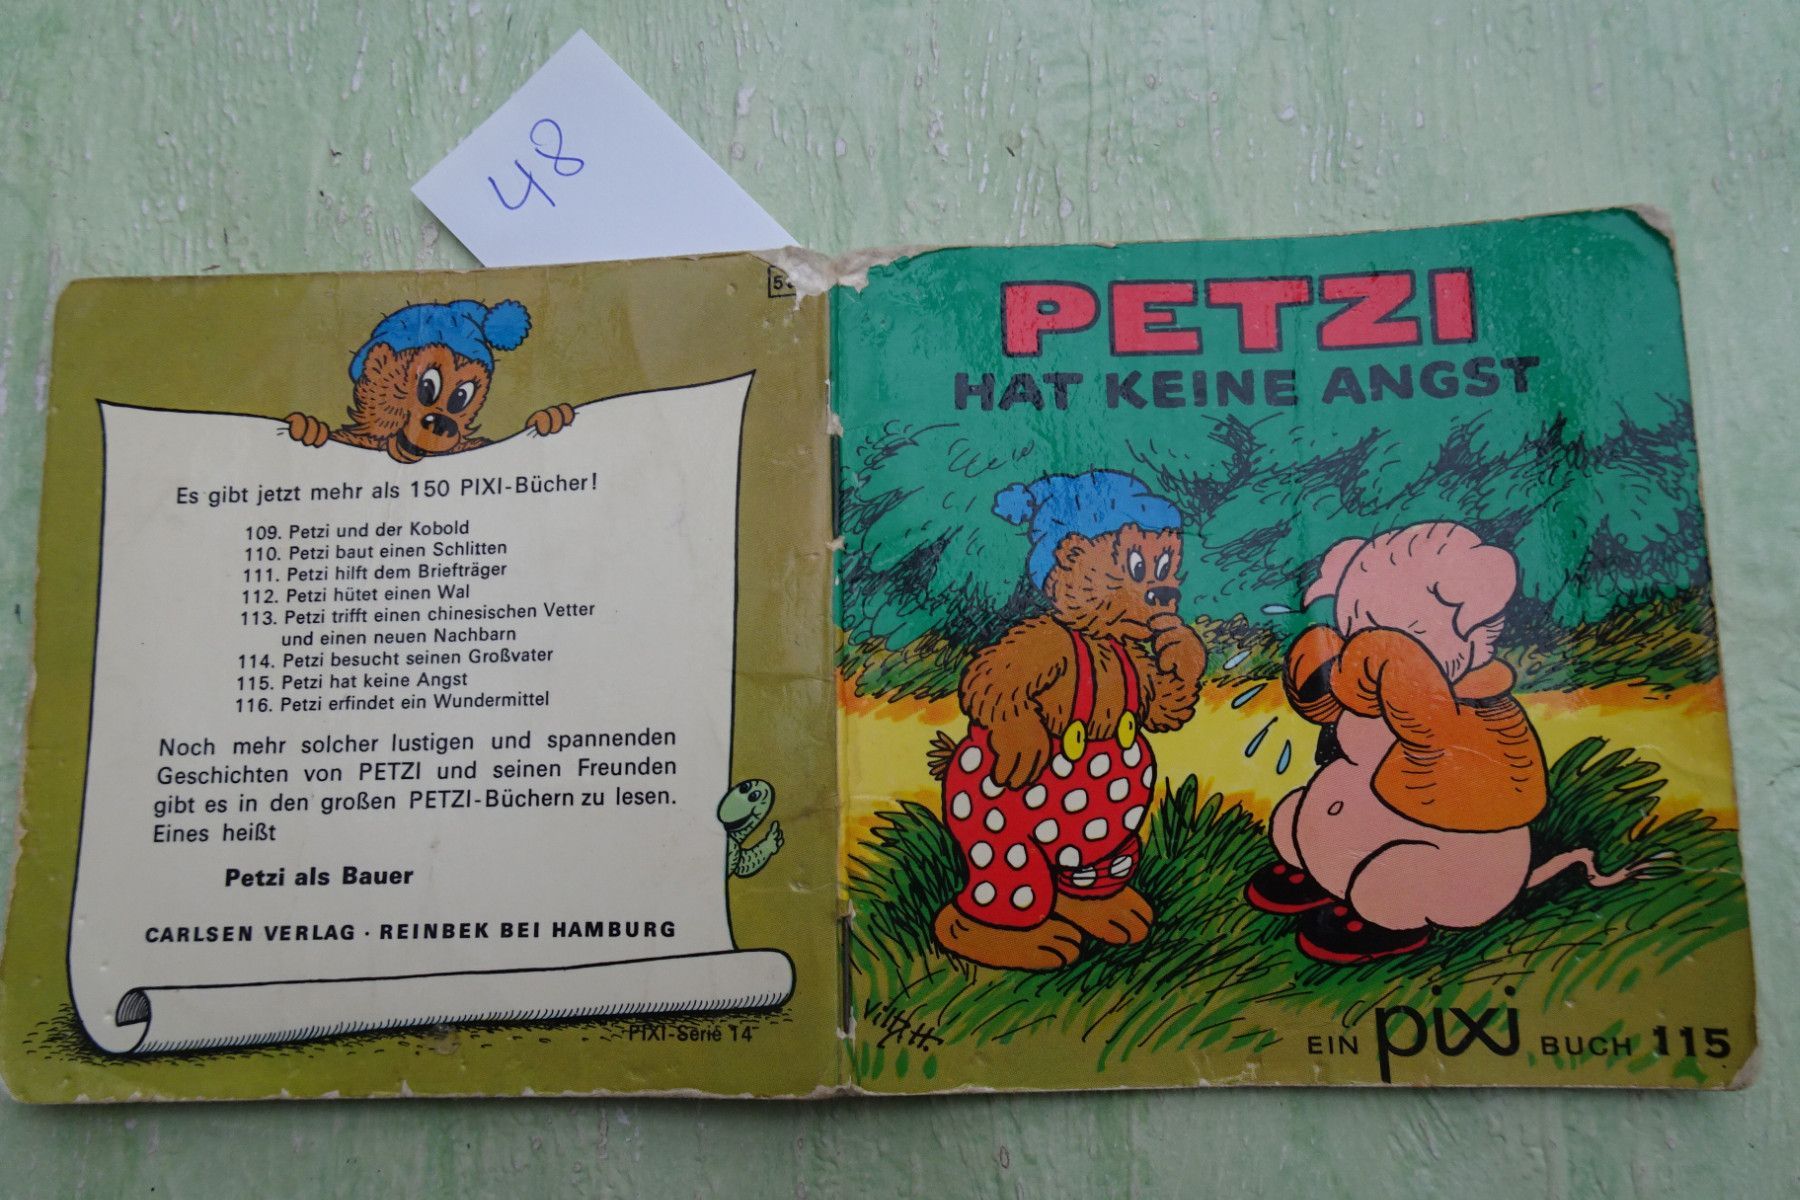 48
Es gibt jetzt mehr als 150 PIXI-Bücher!
109. Petzi und der Kobold
110. Petzi baut einen Schlitten
111. Petzi hilft dem Briefträger
112. Petzi hütet einen Wal
113. Petzi trifft einen chinesischen Vetter
und einen neuen Nachbarn
114. Petzi besucht seinen Großvater
115. Petzi hat keine Angst
116. Petzi erfindet ein Wundermittel
Noch mehr solcher lustigen und spannenden
Geschichten von PETZI und seinen Freunden
gibt es in den großen PETZI-Büchern zu lesen.
Eines heißt
Petzi als Bauer
CARLSEN VERLAG · REINBEK BEI HAMBURG
PIXI-Serie 14
PETZI
HAT KEINE ANGST
EIN pixi BUCH 115